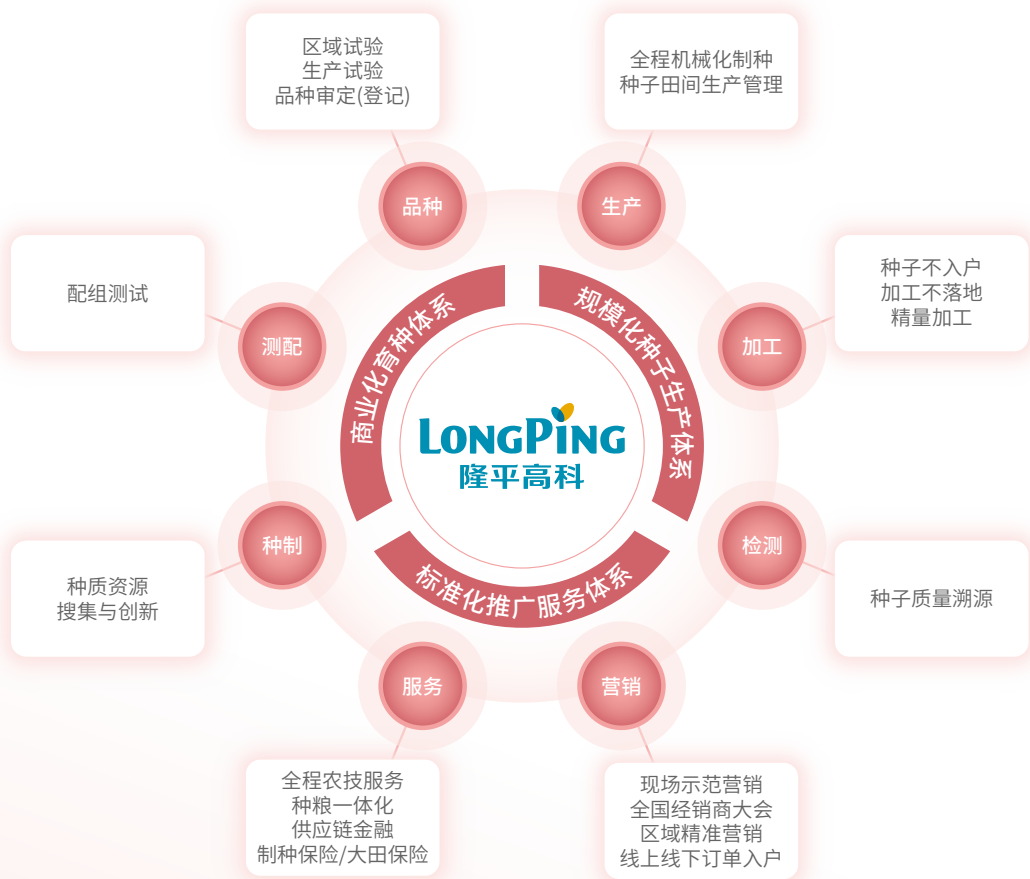 区域试验
生产试验
品种审定(登记)
全程机械化制种
种子田间生产管理
品种
生产
配组测试
种子不入户
加工不落地
精量加工
测配
加工
商业化育种体系
规模化种子生产体系
LONGPING
隆平高科
标准化推广服务体系
种制
检测
种质资源
搜集与创新
种子质量溯源
服务
营销
全程农技服务
种粮一体化
供应链金融
制种保险/大田保险
现场示范营销
全国经销商大会
区域精准营销
线上线下订单入户